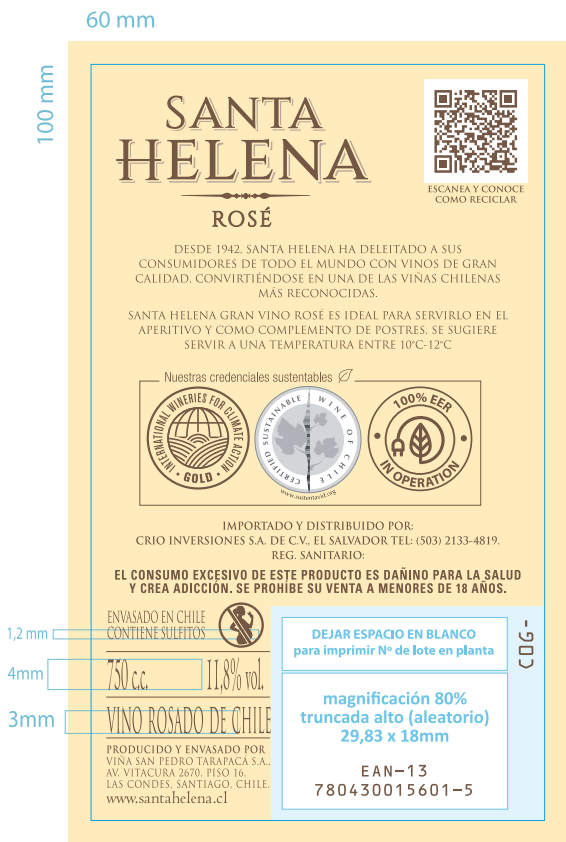 60 mm
100 mm
SANTA
HELENA
ROSÉ
ESCANEA Y CONOCE
COMO RECICLAR
DESDE 1942, SANTA HELENA HA DELEITADO A SUS
CONSUMIDORES DE TODO EL MUNDO CON VINOS DE GRAN
CALIDAD, CONVIRTIÉNDOSE EN UNA DE LAS VIÑAS CHILENAS
MÁS RECONOCIDAS.
SANTA HELENA GRAN VINO ROSÉ ES IDEAL PARA SERVIRLO EN EL
APERITIVO Y COMO COMPLEMENTO DE POSTRES. SE SUGIERE
SERVIR A UNA TEMPERATURA ENTRE 10°C-12°C
Nuestras credenciales sustentables
INTERNATIONAL WINERIES FOR CLIMATE ACTION
• GOLD •
CERTIFIED SUSTAINABLE WINE OF CHILE
www.sustentavid.org
100% EER
IN OPERATION
IMPORTADO Y DISTRIBUIDO POR:
CRIO INVERSIONES S.A. DE C.V., EL SALVADOR TEL: (503) 2133-4819.
REG. SANITARIO:
EL CONSUMO EXCESIVO DE ESTE PRODUCTO ES DAÑINO PARA LA SALUD
Y CREA ADICCIÓN. SE PROHÍBE SU VENTA A MENORES DE 18 AÑOS.
ENVASADO EN CHILE
CONTIENE SULFITOS
1,2 mm
750 c.c. 11,8% vol.
4mm
VINO ROSADO DE CHILE
3mm
PRODUCIDO Y ENVASADO POR
VIÑA SAN PEDRO TARAPACÁ S.A.,
AV. VITACURA 2670, PISO 16,
LAS CONDES, SANTIAGO, CHILE.
www.santahelena.cl
DEJAR ESPACIO EN BLANCO
para imprimir Nº de lote en planta
CDG-
magnificación 80%
truncada alto (aleatorio)
29,83 x 18mm
EAN-13
780430015601-5